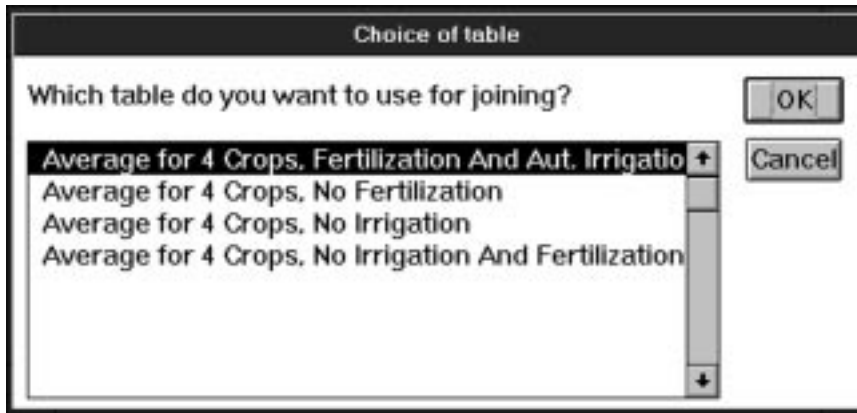 Choice of table
Which table do you want to use for joining?
OK
Average for 4 Crops, Fertilization And Aut. Irrigatio
Cancel
Average for 4 Crops, No Fertilization
Average for 4 Crops, No Irrigation
Average for 4 Crops, No Irrigation And Fertilization